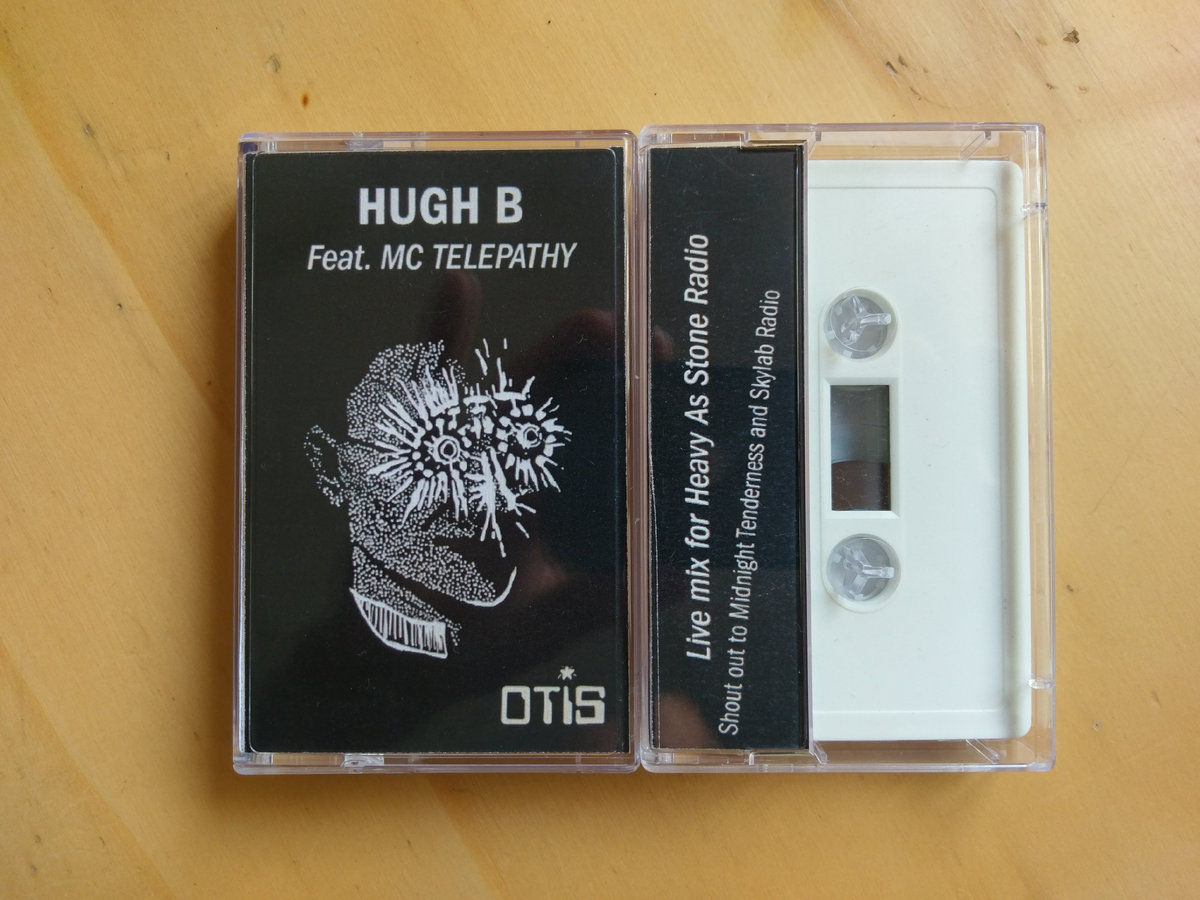 HUGH B
Feat. MC TELEPATHY
OTIS
Live mix for Heavy As Stone Radio
Shout out to Midnight Tenderness and Skylab Radio